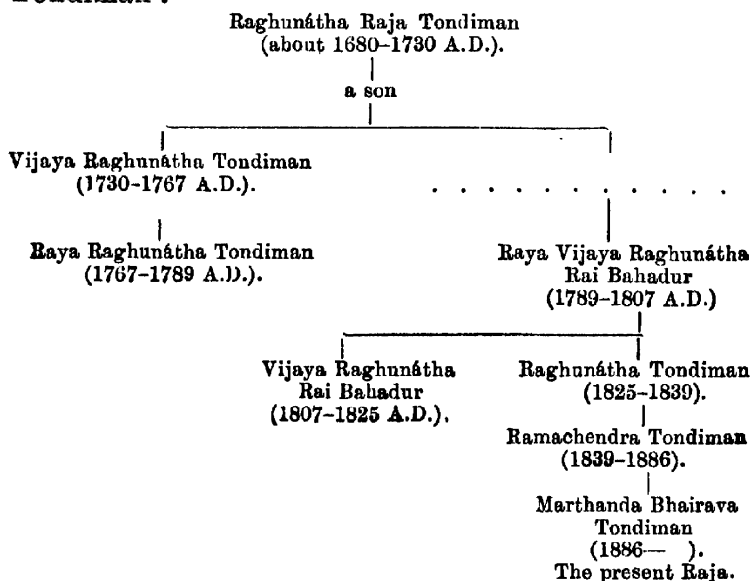 Raghunátha Raja Tondiman
(about 1680–1730 A.D.).
a son
Vijaya Raghunátha Tondiman
(1730–1767 A.D.).
. . . . . . . . . . .
Raya Raghunátha Tondiman
(1767–1789 A.D.).
Raya Vijaya Raghunátha
Rai Bahadur
(1789–1807 A.D.)
Vijaya Raghunátha
Rai Bahadur
(1807–1825 A.D.).
Raghunátha Tondiman
(1825–1839).
Ramachendra Tondiman
(1839–1886).
Marthanda Bhairava
Tondiman
(1886— ).
The present Raja.